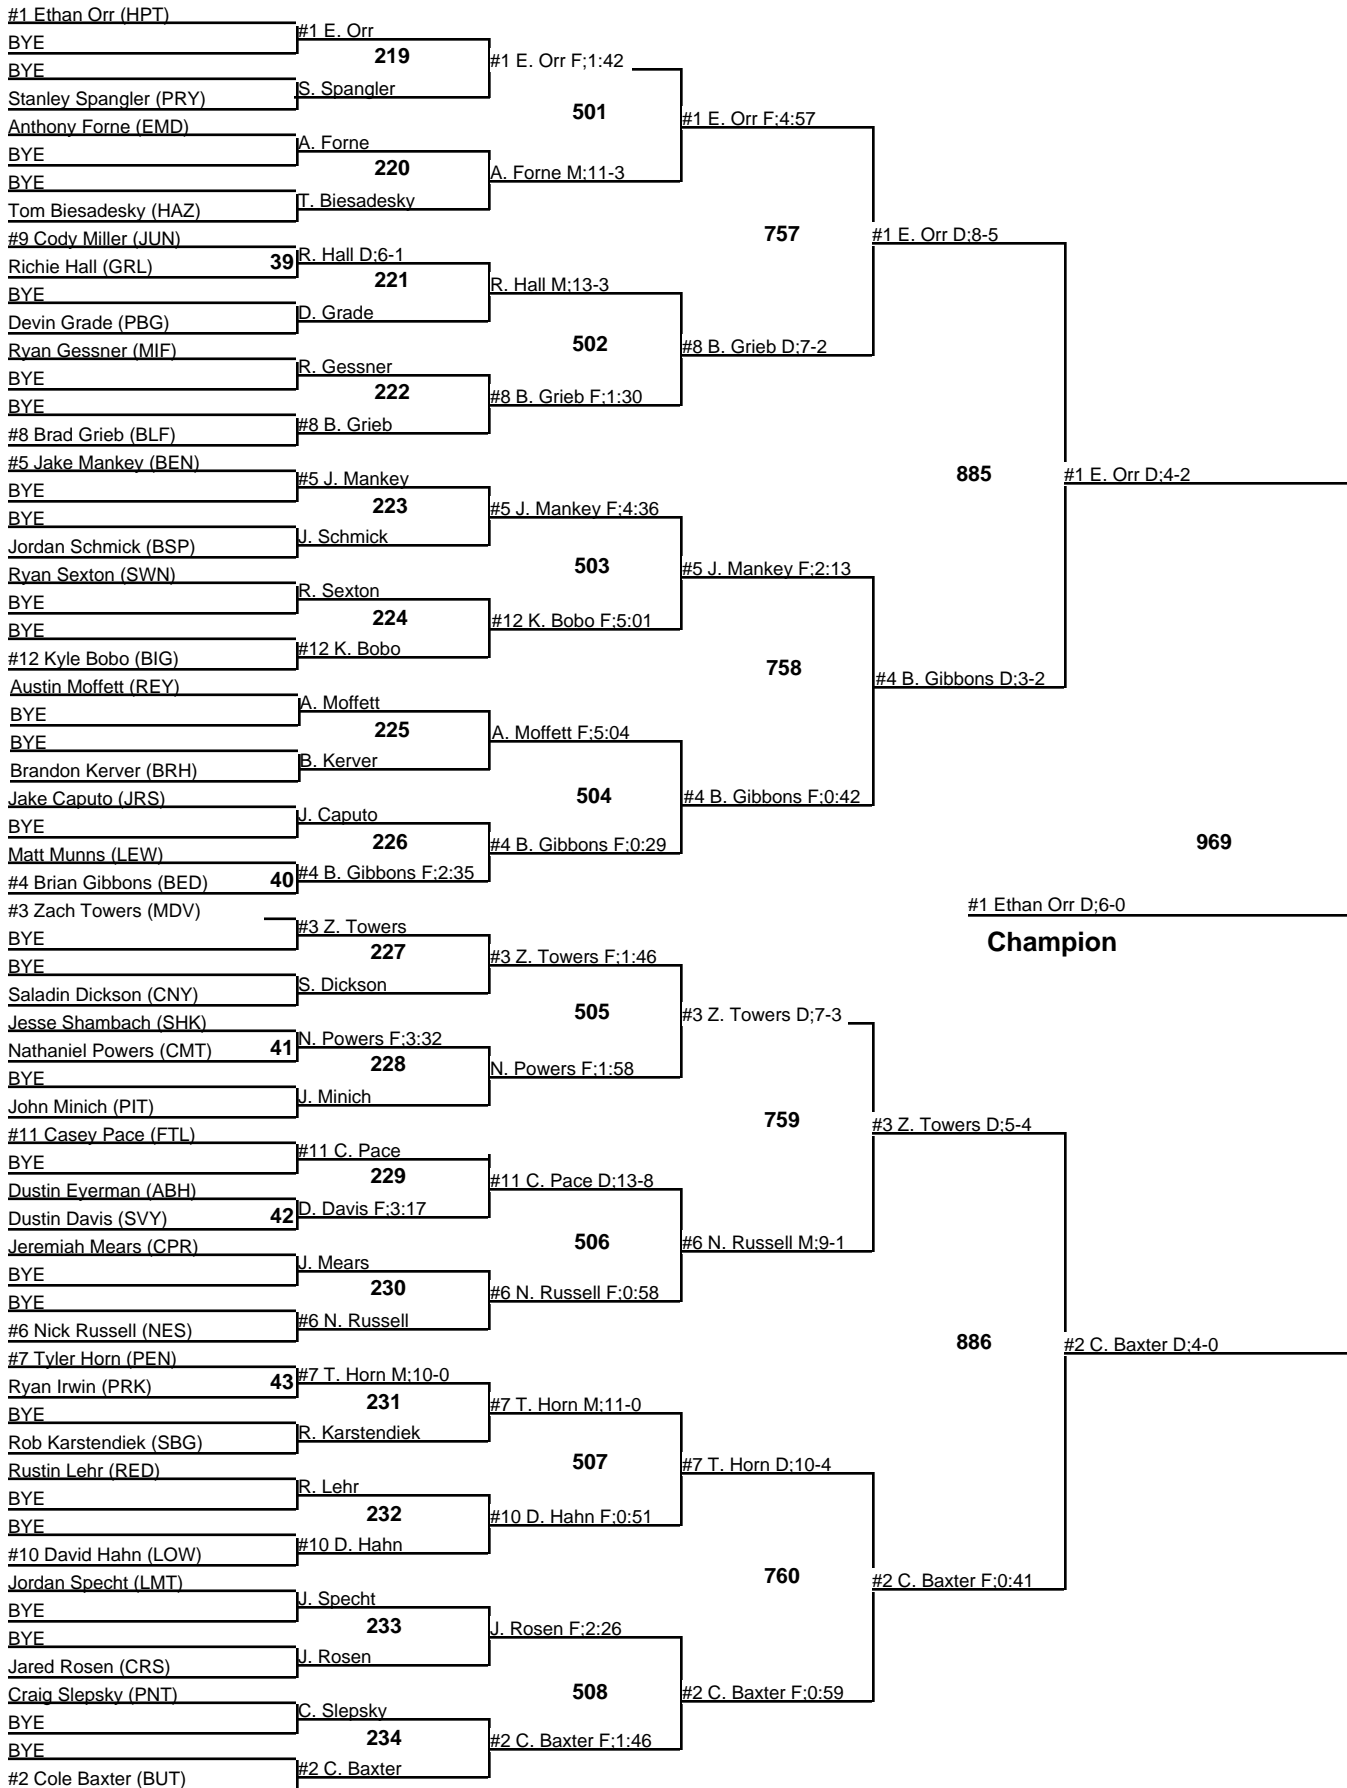 #1 Ethan Orr (HPT)
BYE
BYE
Stanley Spangler (PRY)
Anthony Forne (EMD)
BYE
BYE
Tom Biesadesky (HAZ)
#9 Cody Miller (JUN)
Richie Hall (GRL)
39
BYE
Devin Grade (PBG)
Ryan Gessner (MIF)
BYE
BYE
#8 Brad Grieb (BLF)
#5 Jake Mankey (BEN)
BYE
BYE
Jordan Schmick (BSP)
Ryan Sexton (SWN)
BYE
BYE
#12 Kyle Bobo (BIG)
Austin Moffett (REY)
BYE
BYE
Brandon Kerver (BRH)
Jake Caputo (JRS)
BYE
Matt Munns (LEW)
#4 Brian Gibbons (BED)
40
#3 Zach Towers (MDV)
BYE
BYE
Saladin Dickson (CNY)
Jesse Shambach (SHK)
Nathaniel Powers (CMT)
41
BYE
John Minich (PIT)
#11 Casey Pace (FTL)
BYE
Dustin Eyerman (ABH)
Dustin Davis (SVY)
42
Jeremiah Mears (CPR)
BYE
BYE
#6 Nick Russell (NES)
#7 Tyler Horn (PEN)
Ryan Irwin (PRK)
43
BYE
Rob Karstendiek (SBG)
Rustin Lehr (RED)
BYE
BYE
#10 David Hahn (LOW)
Jordan Specht (LMT)
BYE
BYE
Jared Rosen (CRS)
Craig Slepsky (PNT)
BYE
BYE
#2 Cole Baxter (BUT)
#1 E. Orr
219
S. Spangler
A. Forne
220
T. Biesadesky
R. Hall D;6-1
221
D. Grade
R. Gessner
222
#8 B. Grieb
#5 J. Mankey
223
J. Schmick
R. Sexton
224
#12 K. Bobo
A. Moffett
225
B. Kerver
J. Caputo
226
#4 B. Gibbons F;2:35
#3 Z. Towers
227
S. Dickson
N. Powers F;3:32
228
J. Minich
#11 C. Pace
229
D. Davis F;3:17
J. Mears
230
#6 N. Russell
#7 T. Horn M;10-0
231
R. Karstendiek
R. Lehr
232
#10 D. Hahn
J. Specht
233
J. Rosen
C. Slepsky
234
#2 C. Baxter
#1 E. Orr F;1:42
501
A. Forne M;11-3
R. Hall M;13-3
502
#8 B. Grieb F;1:30
#5 J. Mankey F;4:36
503
#12 K. Bobo F;5:01
A. Moffett F;5:04
504
#4 B. Gibbons F;0:29
#3 Z. Towers F;1:46
505
N. Powers F;1:58
#11 C. Pace D;13-8
506
#6 N. Russell F;0:58
#7 T. Horn M;11-0
507
#10 D. Hahn F;0:51
J. Rosen F;2:26
508
#2 C. Baxter F;1:46
#1 E. Orr F;4:57
757
#8 B. Grieb D;7-2
#5 J. Mankey F;2:13
758
#4 B. Gibbons F;0:42
#3 Z. Towers D;7-3
759
#6 N. Russell M;9-1
#7 T. Horn D;10-4
760
#2 C. Baxter F;0:59
#1 E. Orr D;8-5
885
#4 B. Gibbons D;3-2
#3 Z. Towers D;5-4
886
#2 C. Baxter F;0:41
#1 E. Orr D;4-2
969
#2 C. Baxter D;4-0
#1 Ethan Orr D;6-0
Champion